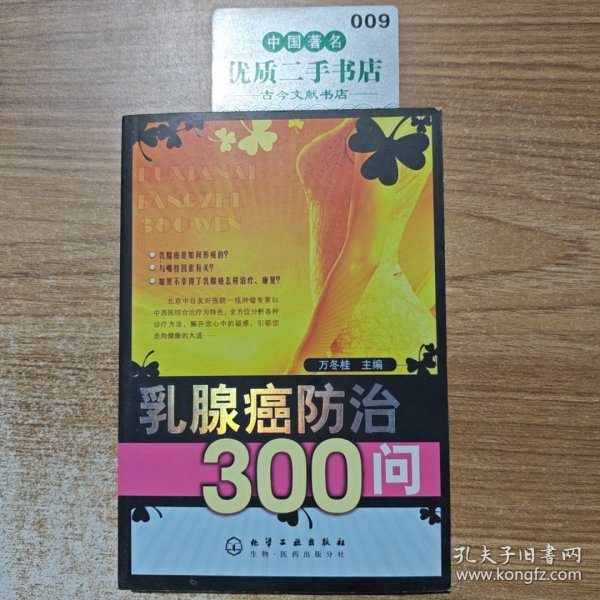 009
中国著名
优质二手书店
古今文献书店
RUXIANAI
FANGZHI
300WEN
乳腺癌是如何形成的?
与哪些因素有关?
如果不幸得了乳腺癌怎样治疗、康复?
北京中日友好医院一线肿瘤专家以
中西医结合治疗为特色,全方位分析各种
诊疗方法,解开您心中的疑惑,引领您
走向健康的大道……
万冬桂 主编
乳腺癌防治
300问
化学工业出版社
生物·医药出版分社
孔夫子旧书网
www.kongfz.com